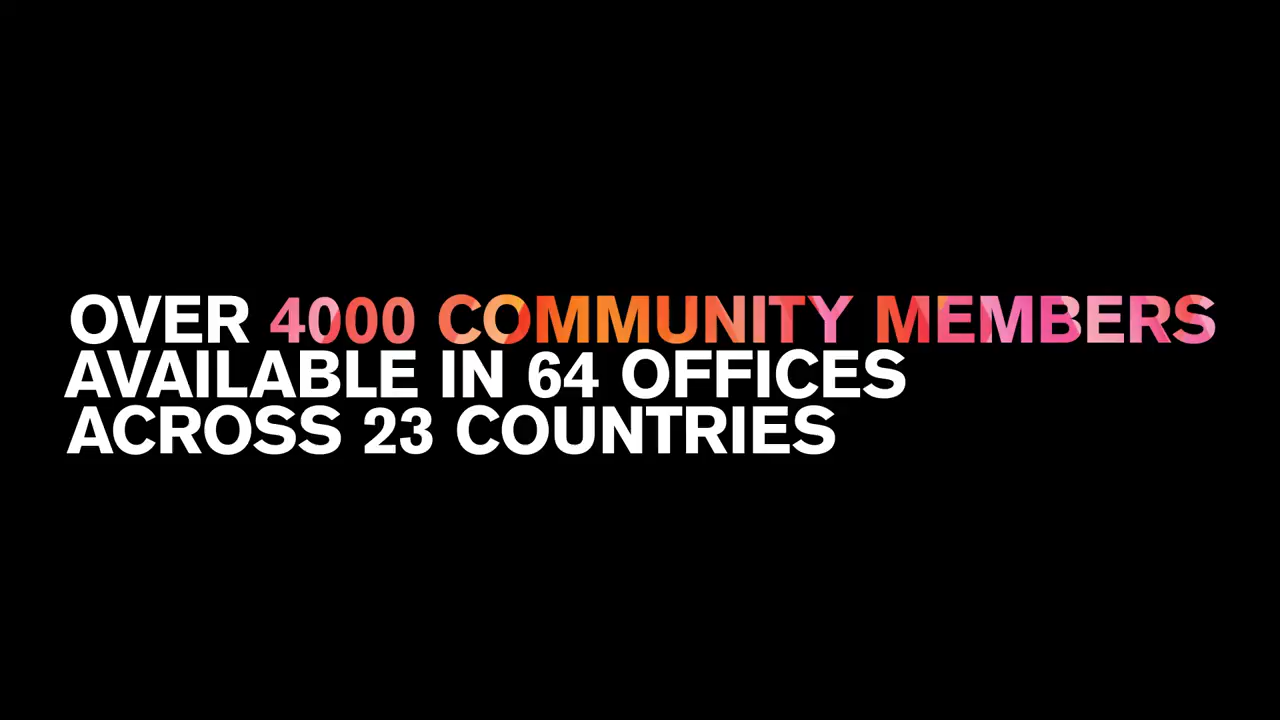 OVER 4000 COMMUNITY MEMBERS
AVAILABLE IN 64 OFFICES
ACROSS 23 COUNTRIES